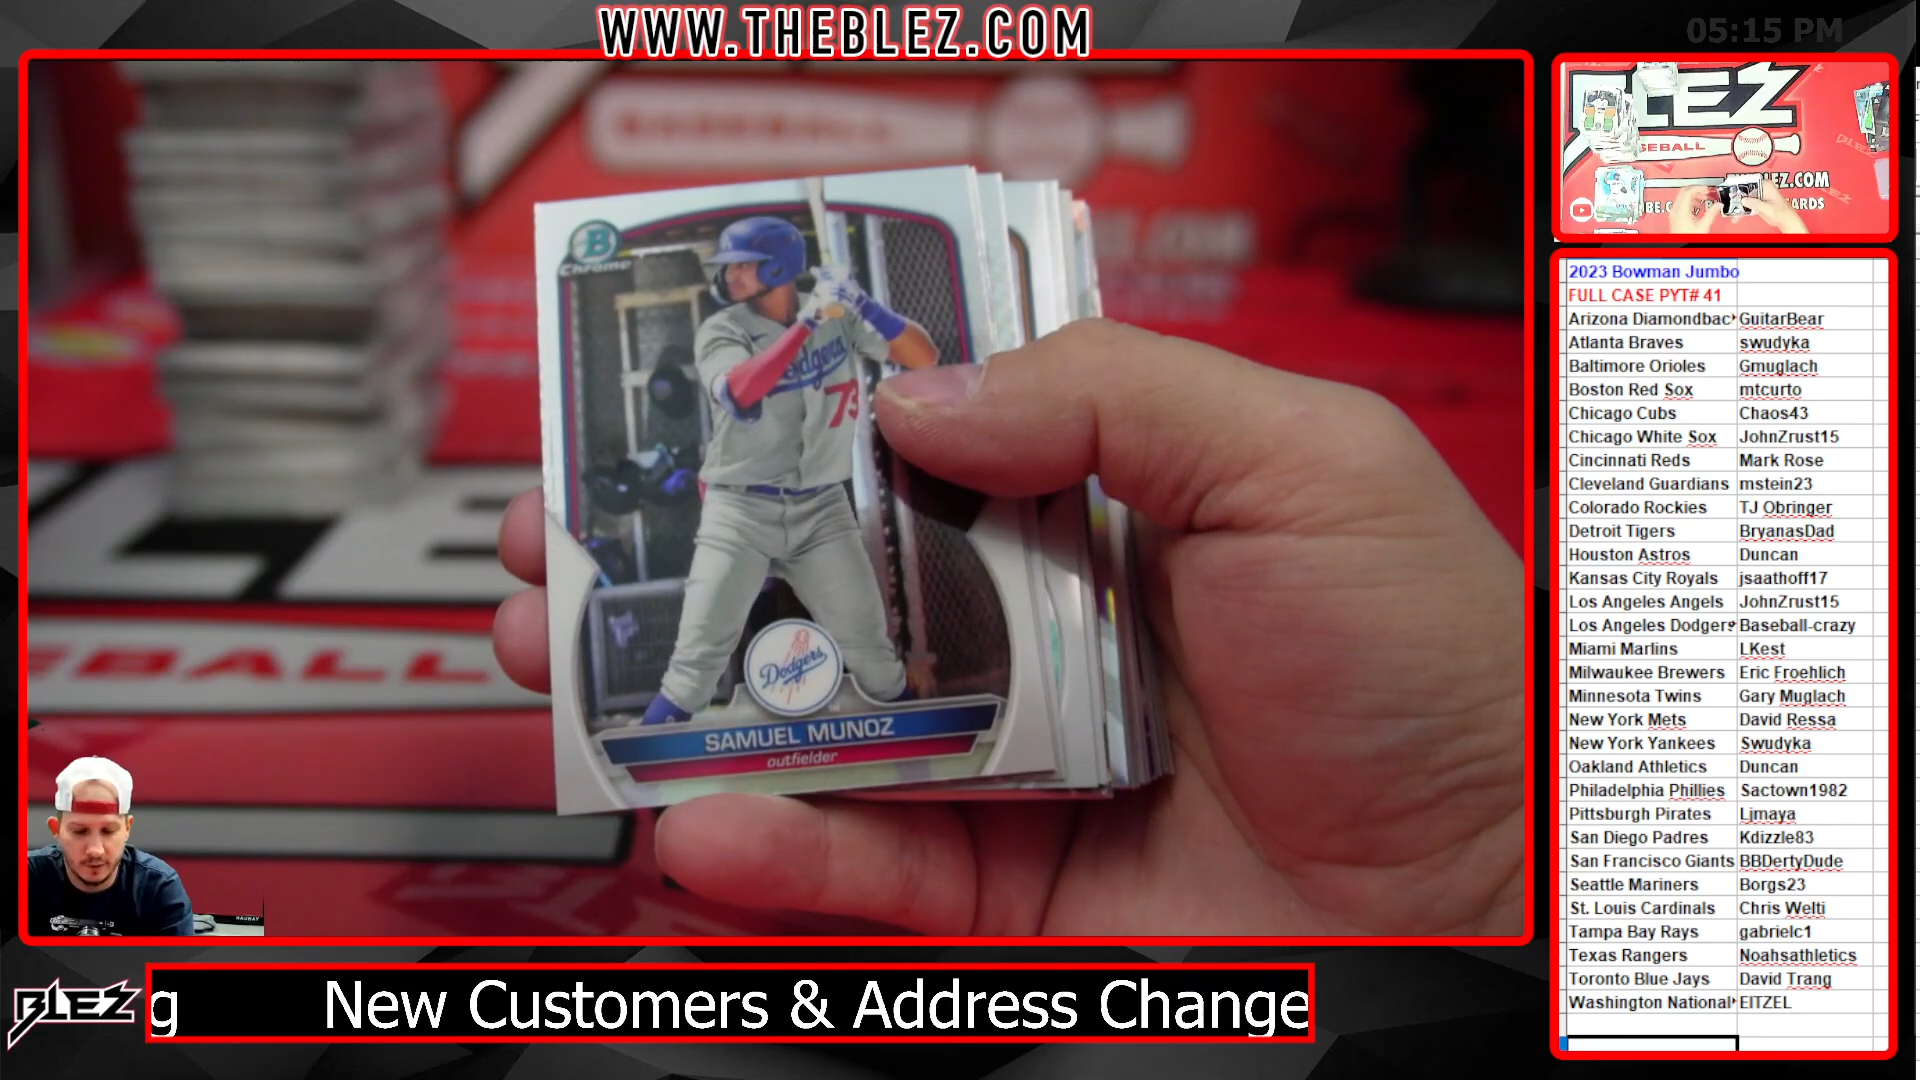 WWW.THEBLEZ.COM
05:15 PM
B
Chrome
Dodgers
73
Dodgers
SAMUEL MUNOZ
outfielder
BALL
BLEZ
SEBALL
.COM
ARDS
2023 Bowman Jumbo
FULL CASE PYT# 41
Arizona Diamondbac GuitarBear
Atlanta Braves swudyka
Baltimore Orioles Gmuglach
Boston Red Sox mtcurto
Chicago Cubs Chaos43
Chicago White Sox JohnZrust15
Cincinnati Reds Mark Rose
Cleveland Guardians mstein23
Colorado Rockies TJ Obringer
Detroit Tigers BryanasDad
Houston Astros Duncan
Kansas City Royals jsaathoff17
Los Angeles Angels JohnZrust15
Los Angeles Dodgers Baseball-crazy
Miami Marlins LKest
Milwaukee Brewers Eric Froehlich
Minnesota Twins Gary Muglach
New York Mets David Ressa
New York Yankees Swudyka
Oakland Athletics Duncan
Philadelphia Phillies Sactown1982
Pittsburgh Pirates Ljmaya
San Diego Padres Kdizzle83
San Francisco Giants BBDertyDude
Seattle Mariners Borgs23
St. Louis Cardinals Chris Welti
Tampa Bay Rays gabrielc1
Texas Rangers Noahsathletics
Toronto Blue Jays David Trang
Washington National EITZEL
BLEZ
g New Customers & Address Change